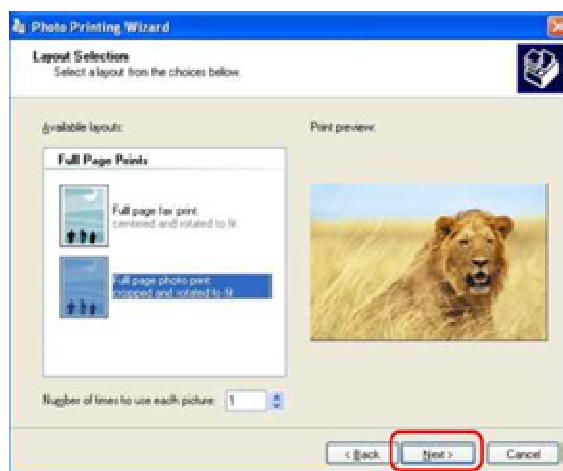 Photo Printing Wizard
Layout Selection
Select a layout from the choices bellow.
Available layouts:
Print preview:
Full Page Prints
Full page fax print:
centered and rotated to fit
Full page photo print:
cropped and rotated to fit
Number of times to use each picture:
1
< Back
Next >
Cancel